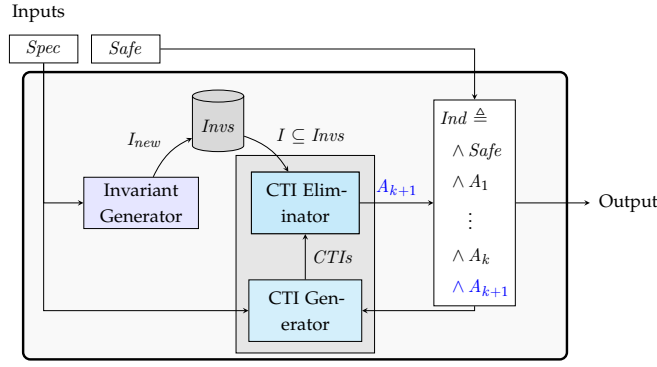 Inputs
Spec
Safe
Ind ≜
Invs
I_new
I ⊆ Invs
∧ Safe
Invariant
Generator
CTI Elim-
inator
A_{k+1}
∧ A_1
Output
⋮
CTIs
∧ A_k
CTI Gen-
erator
∧ A_{k+1}